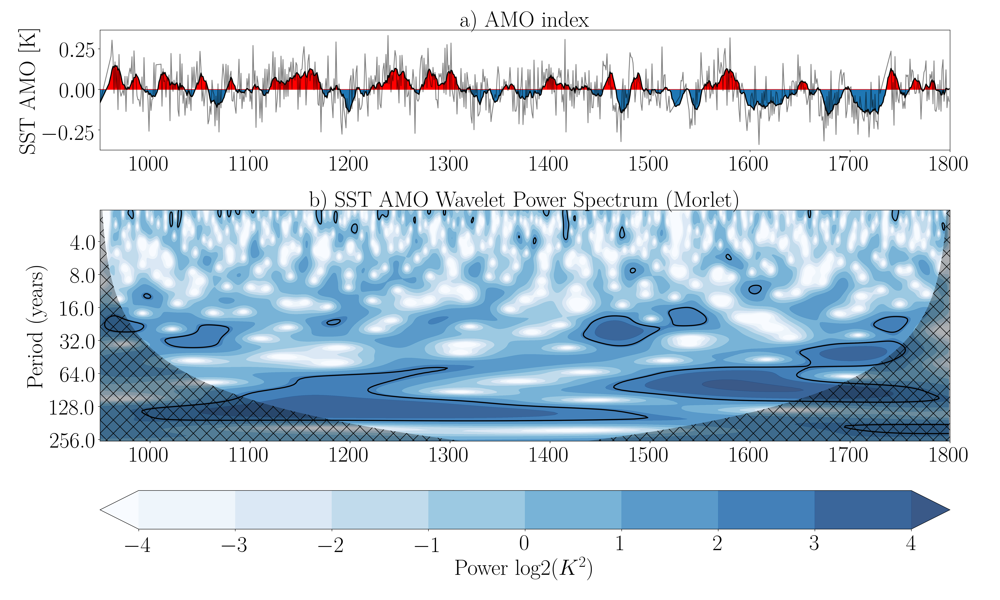 a) AMO index
SST AMO [K]
0.25
0.00
−0.25
1000 1100 1200 1300 1400 1500 1600 1700 1800
b) SST AMO Wavelet Power Spectrum (Morlet)
Period (years)
4.0
8.0
16.0
32.0
64.0
128.0
256.0
1000 1100 1200 1300 1400 1500 1600 1700 1800
−4 −3 −2 −1 0 1 2 3 4
Power log2(K²)